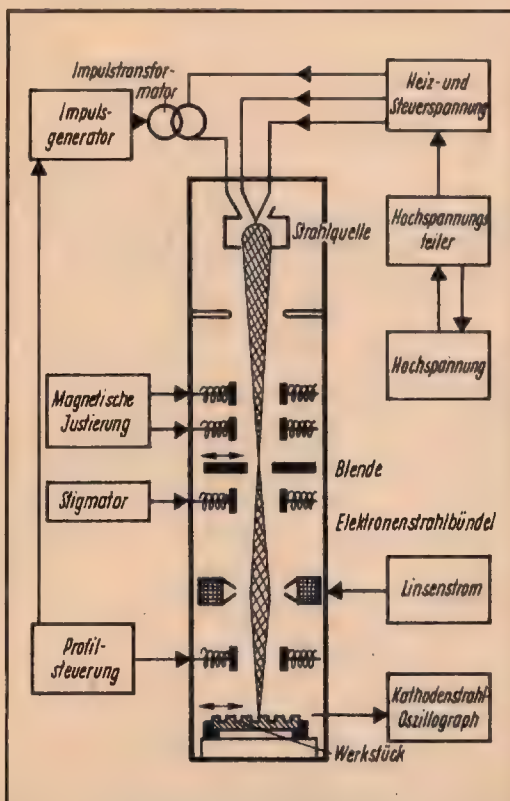 Impulstransfor-
mator
Impuls-
generator
Heiz- und
Steuerspannung
Strahlquelle
Hochspannungs
teiler
Hochspannung
Magnetische
Justierung
Blende
Stigmator
Elektronenstrahlbündel
Linsenstrom
Profil-
steuerung
Kathodenstrahl-
Oszillograph
Werkstück